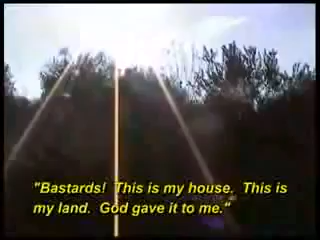 "Bastards!  This is my house.  This is
my land.  God gave it to me."